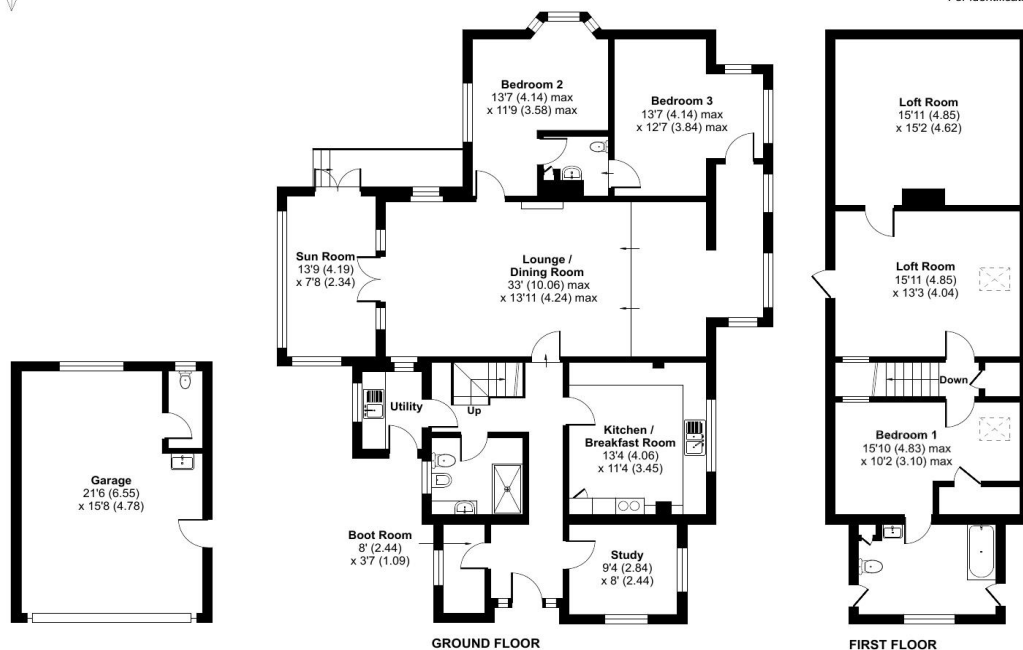 Bedroom 2
13'7 (4.14) max
x 11'9 (3.58) max
Bedroom 3
13'7 (4.14) max
x 12'7 (3.84) max
Loft Room
15'11 (4.85)
x 15'2 (4.62)
Sun Room
13'9 (4.19)
x 7'8 (2.34)
Lounge /
Dining Room
33' (10.06) max
x 13'11 (4.24) max
Loft Room
15'11 (4.85)
x 13'3 (4.04)
Down
Utility
Up
Kitchen /
Breakfast Room
13'4 (4.06)
x 11'4 (3.45)
Bedroom 1
15'10 (4.83) max
x 10'2 (3.10) max
Garage
21'6 (6.55)
x 15'8 (4.78)
Boot Room
8' (2.44)
x 3'7 (1.09)
Study
9'4 (2.84)
x 8' (2.44)
GROUND FLOOR
FIRST FLOOR